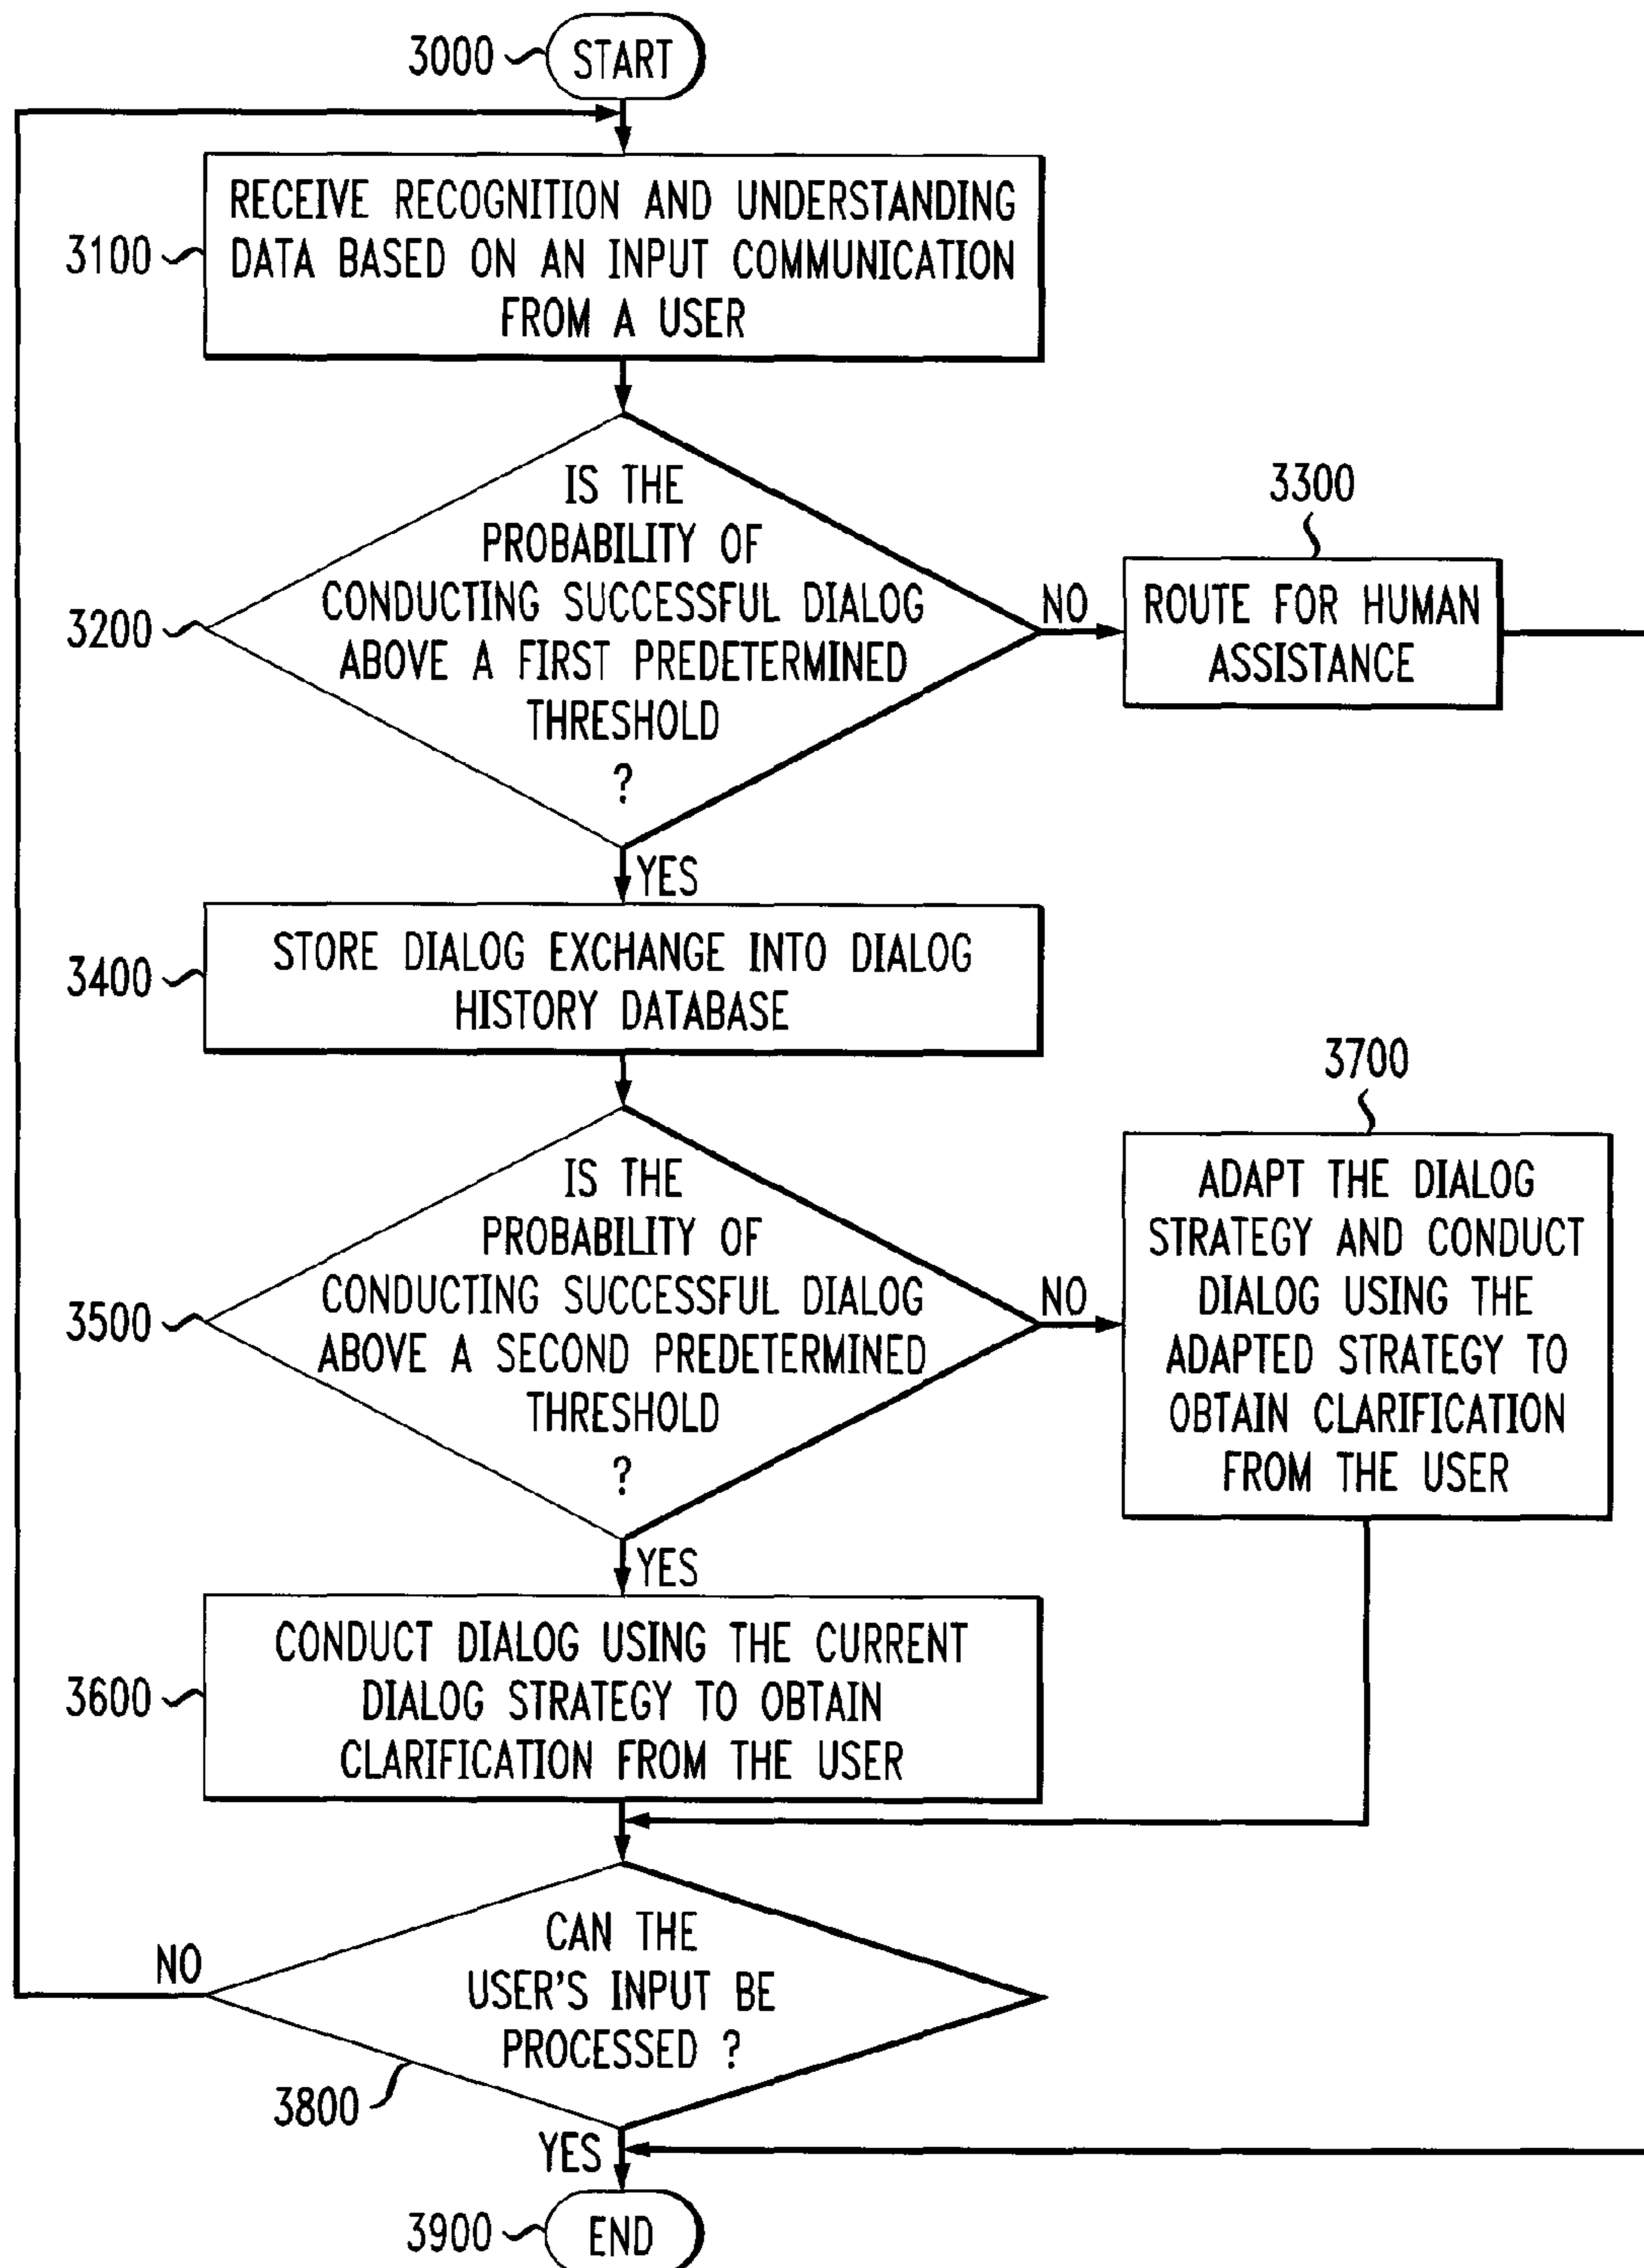 3000
START
3100
RECEIVE RECOGNITION AND UNDERSTANDING
DATA BASED ON AN INPUT COMMUNICATION
FROM A USER
3200
IS THE
PROBABILITY OF
CONDUCTING SUCCESSFUL DIALOG
ABOVE A FIRST PREDETERMINED
THRESHOLD
?
NO
3300
ROUTE FOR HUMAN
ASSISTANCE
YES
3400
STORE DIALOG EXCHANGE INTO DIALOG
HISTORY DATABASE
3500
IS THE
PROBABILITY OF
CONDUCTING SUCCESSFUL DIALOG
ABOVE A SECOND PREDETERMINED
THRESHOLD
?
NO
3700
ADAPT THE DIALOG
STRATEGY AND CONDUCT
DIALOG USING THE
ADAPTED STRATEGY TO
OBTAIN CLARIFICATION
FROM THE USER
YES
3600
CONDUCT DIALOG USING THE CURRENT
DIALOG STRATEGY TO OBTAIN
CLARIFICATION FROM THE USER
NO
CAN THE
USER'S INPUT BE
PROCESSED ?
3800
YES
3900
END